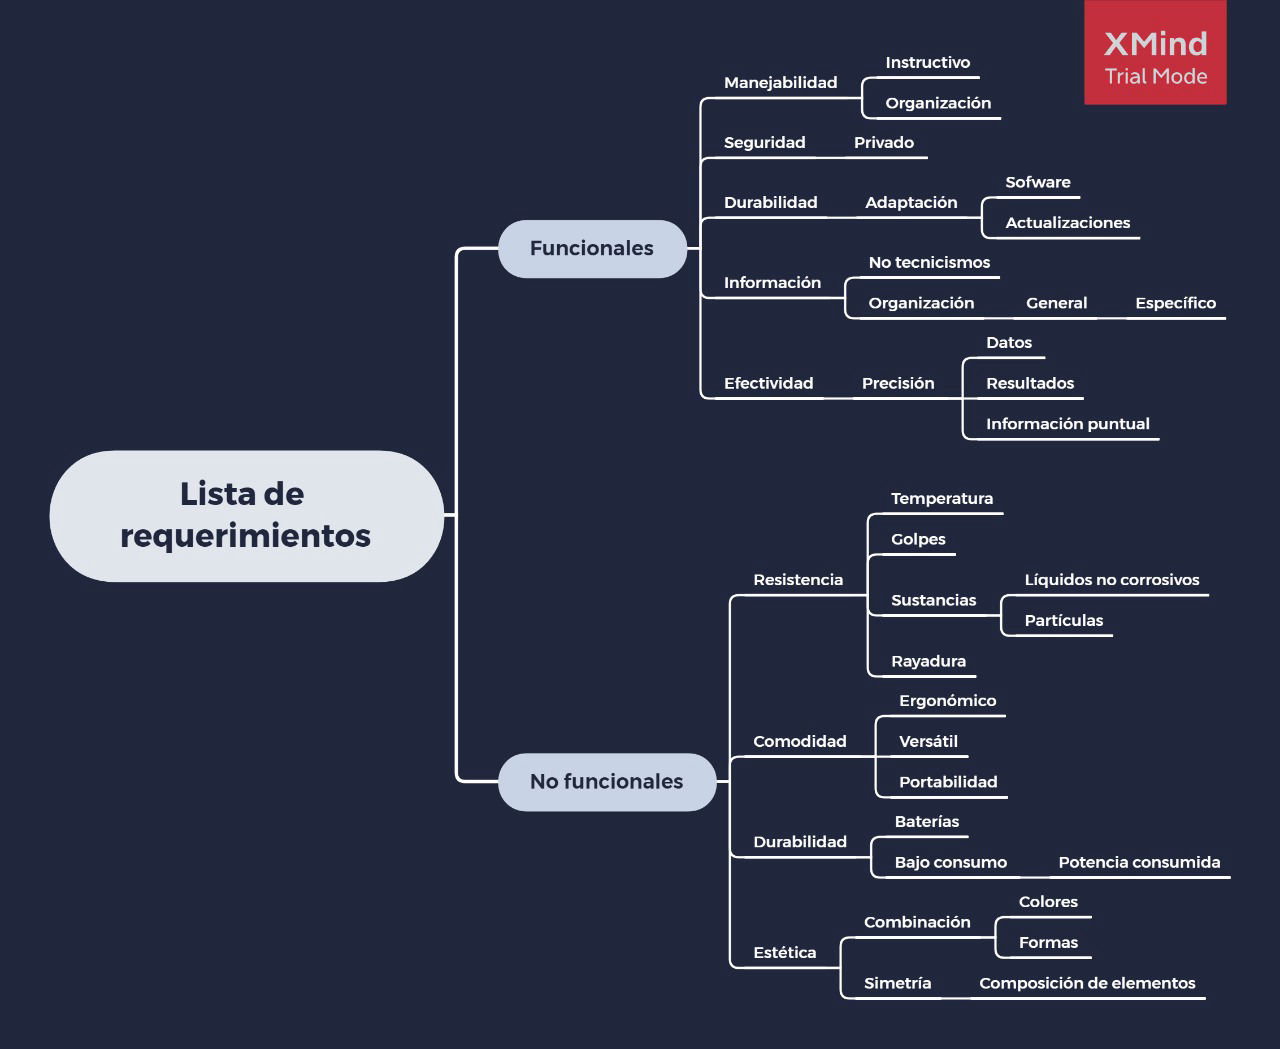 XMind
Trial Mode
Lista de
requerimientos
Funcionales
Manejabilidad
Instructivo
Organización
Seguridad
Privado
Durabilidad
Adaptación
Sofware
Actualizaciones
Información
No tecnicismos
Organización
General
Específico
Efectividad
Precisión
Datos
Resultados
Información puntual
No funcionales
Resistencia
Temperatura
Golpes
Sustancias
Líquidos no corrosivos
Partículas
Rayadura
Comodidad
Ergonómico
Versátil
Portabilidad
Durabilidad
Baterías
Bajo consumo
Potencia consumida
Estética
Combinación
Colores
Formas
Simetría
Composición de elementos